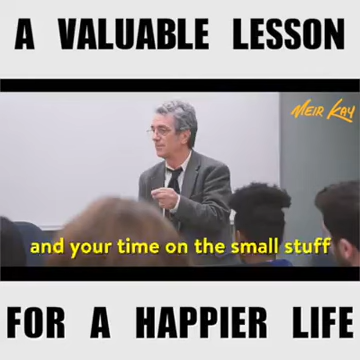 A VALUABLE LESSON
MEIR KAY
and your time on the small stuff
FOR A HAPPIER LIFE